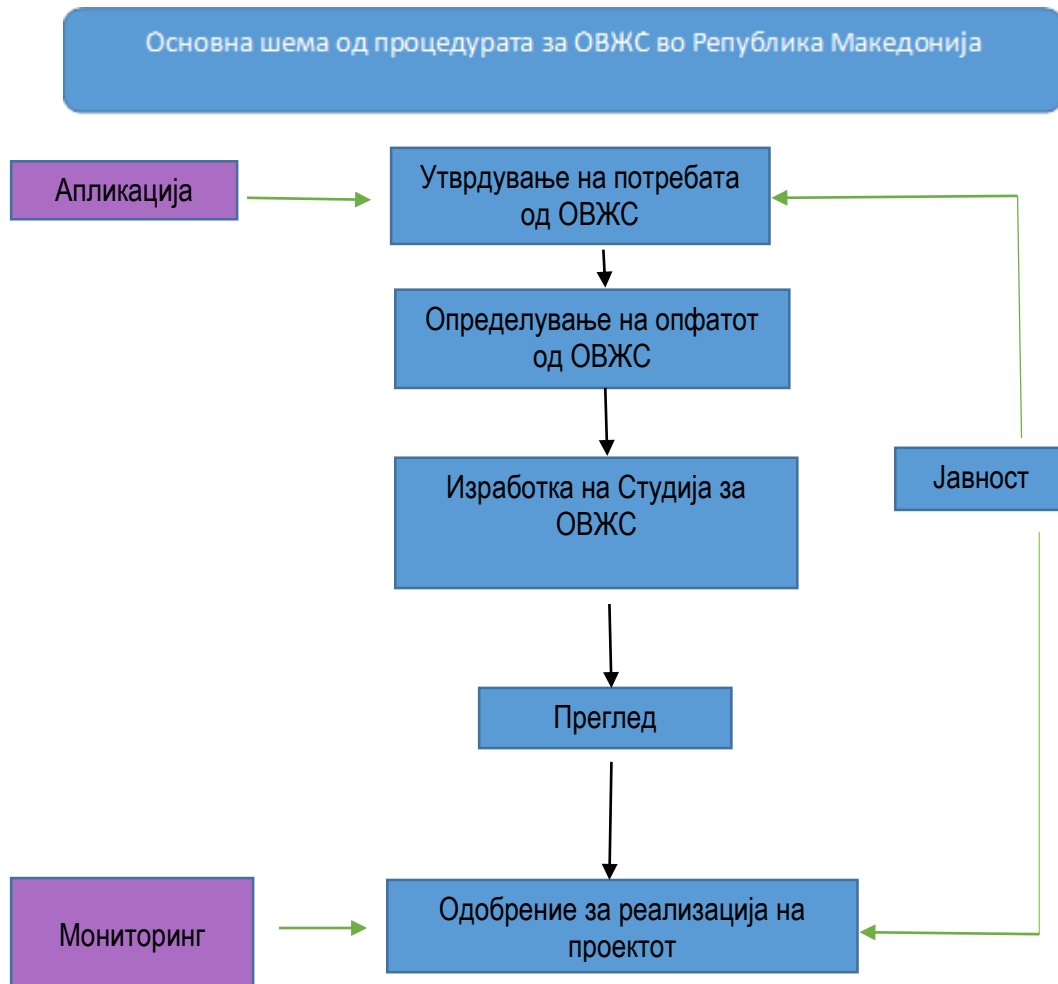 Основна шема од процедурата за ОВЖС во Република Македонија
Апликација
Утврдување на потребата
од ОВЖС
Определување на опфатот
од ОВЖС
Изработка на Студија за
ОВЖС
Јавност
Преглед
Мониторинг
Одобрение за реализација на
проектот